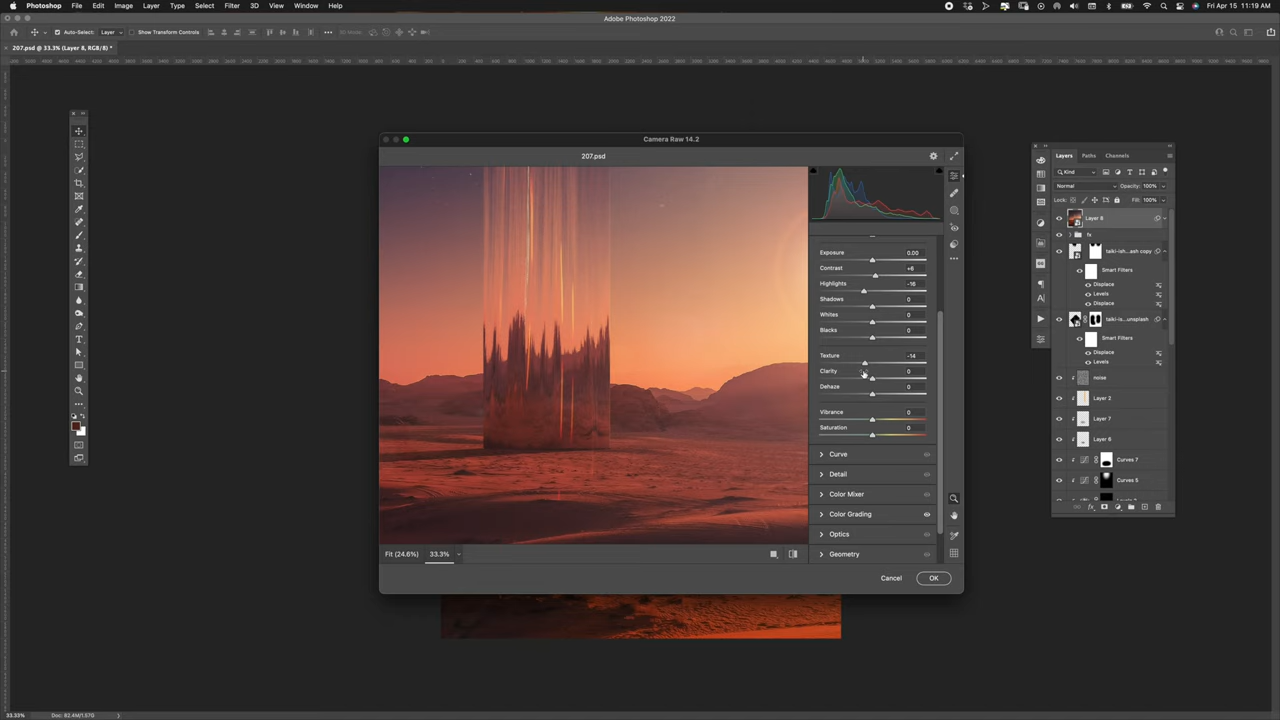 Photoshop File Edit Image Layer Type Select Filter 3D View Window Help Fri Apr 15 11:19 AM
Adobe Photoshop 2022
Auto-Select: Layer Show Transform Controls
207.psd @ 33.3% (Layer 8, RGB/8) *
Camera Raw 14.2
207.psd
Layers Paths Channels
Kind
Normal Opacity: 100%
Lock: Fill: 100%
Layer 8
fx
taiki-ish...ash copy
Smart Filters
Displace
Levels
Displace
taiki-is...unsplash
Smart Filters
Displace
Levels
noise
Layer 2
Layer 7
Layer 6
Curves 7
Curves 5
Exposure 0.00
Contrast +6
Highlights -16
Shadows 0
Whites 0
Blacks 0
Texture -14
Clarity 0
Dehaze 0
Vibrance 0
Saturation 0
Curve
Detail
Color Mixer
Color Grading
Optics
Geometry
Fit (24.6%) 33.3%
Cancel OK
33.33% Doc: 82.4M/1.57G